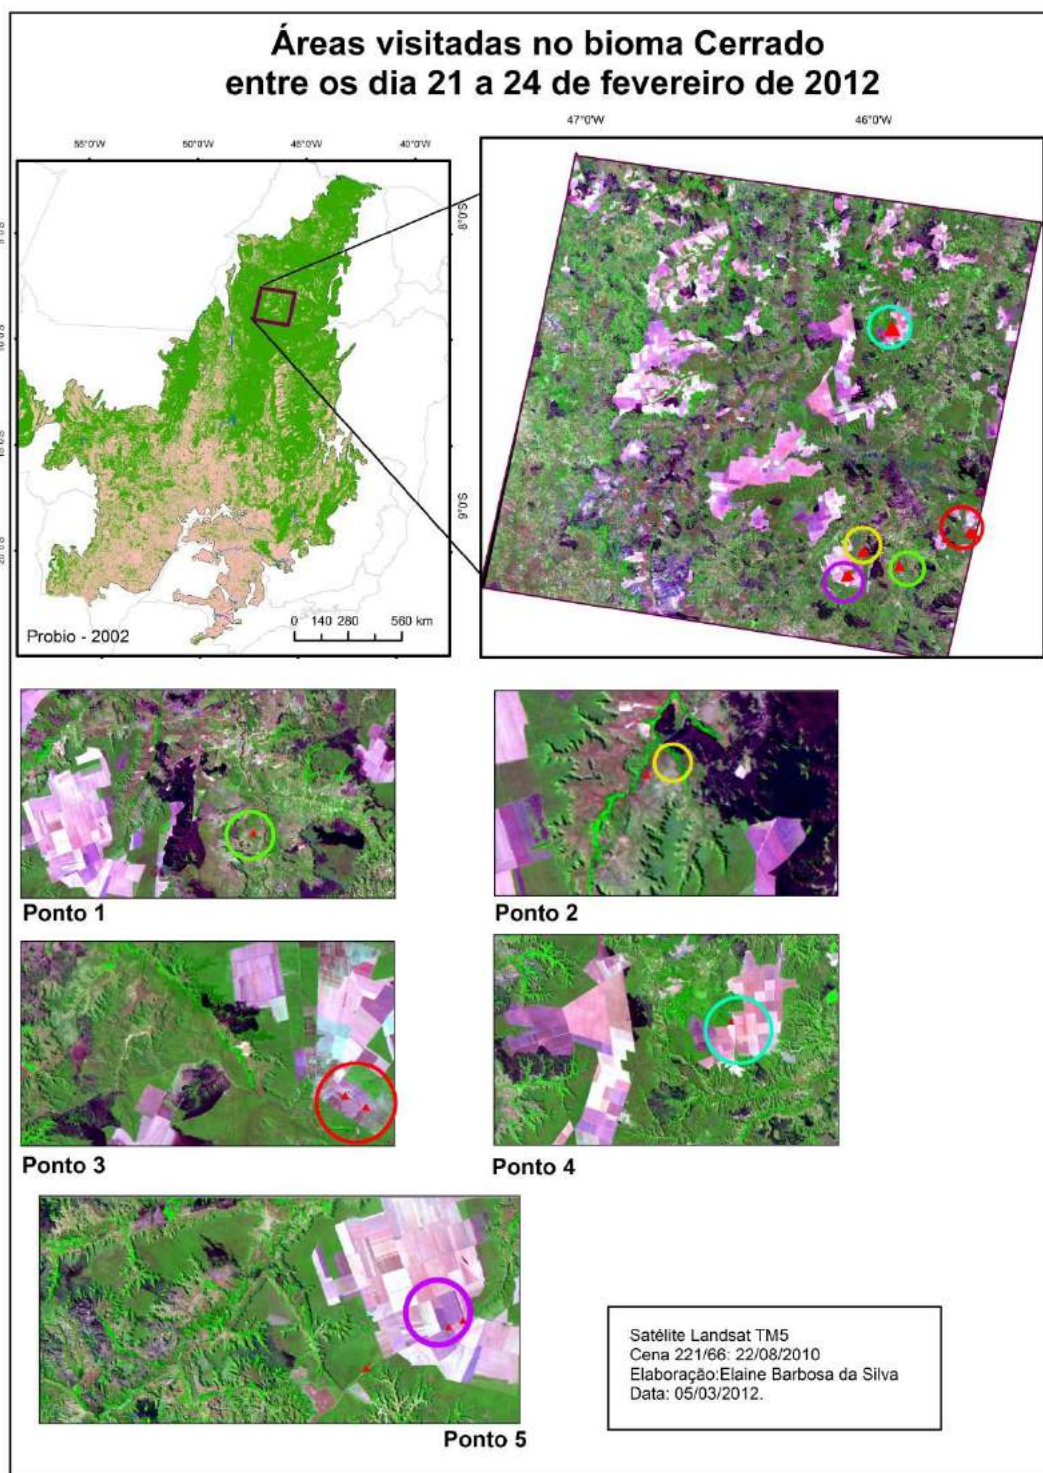 Áreas visitadas no bioma Cerrado
entre os dia 21 a 24 de fevereiro de 2012
47°0'W 46°0'W
55°0'W 50°0'W 45°0'W 40°0'W
8°0'S
9°0'S
0 140 280 560 km
Probio - 2002
Ponto 1
Ponto 2
Ponto 3
Ponto 4
Ponto 5
Satélite Landsat TM5
Cena 221/66: 22/08/2010
Elaboração:Elaine Barbosa da Silva
Data: 05/03/2012.